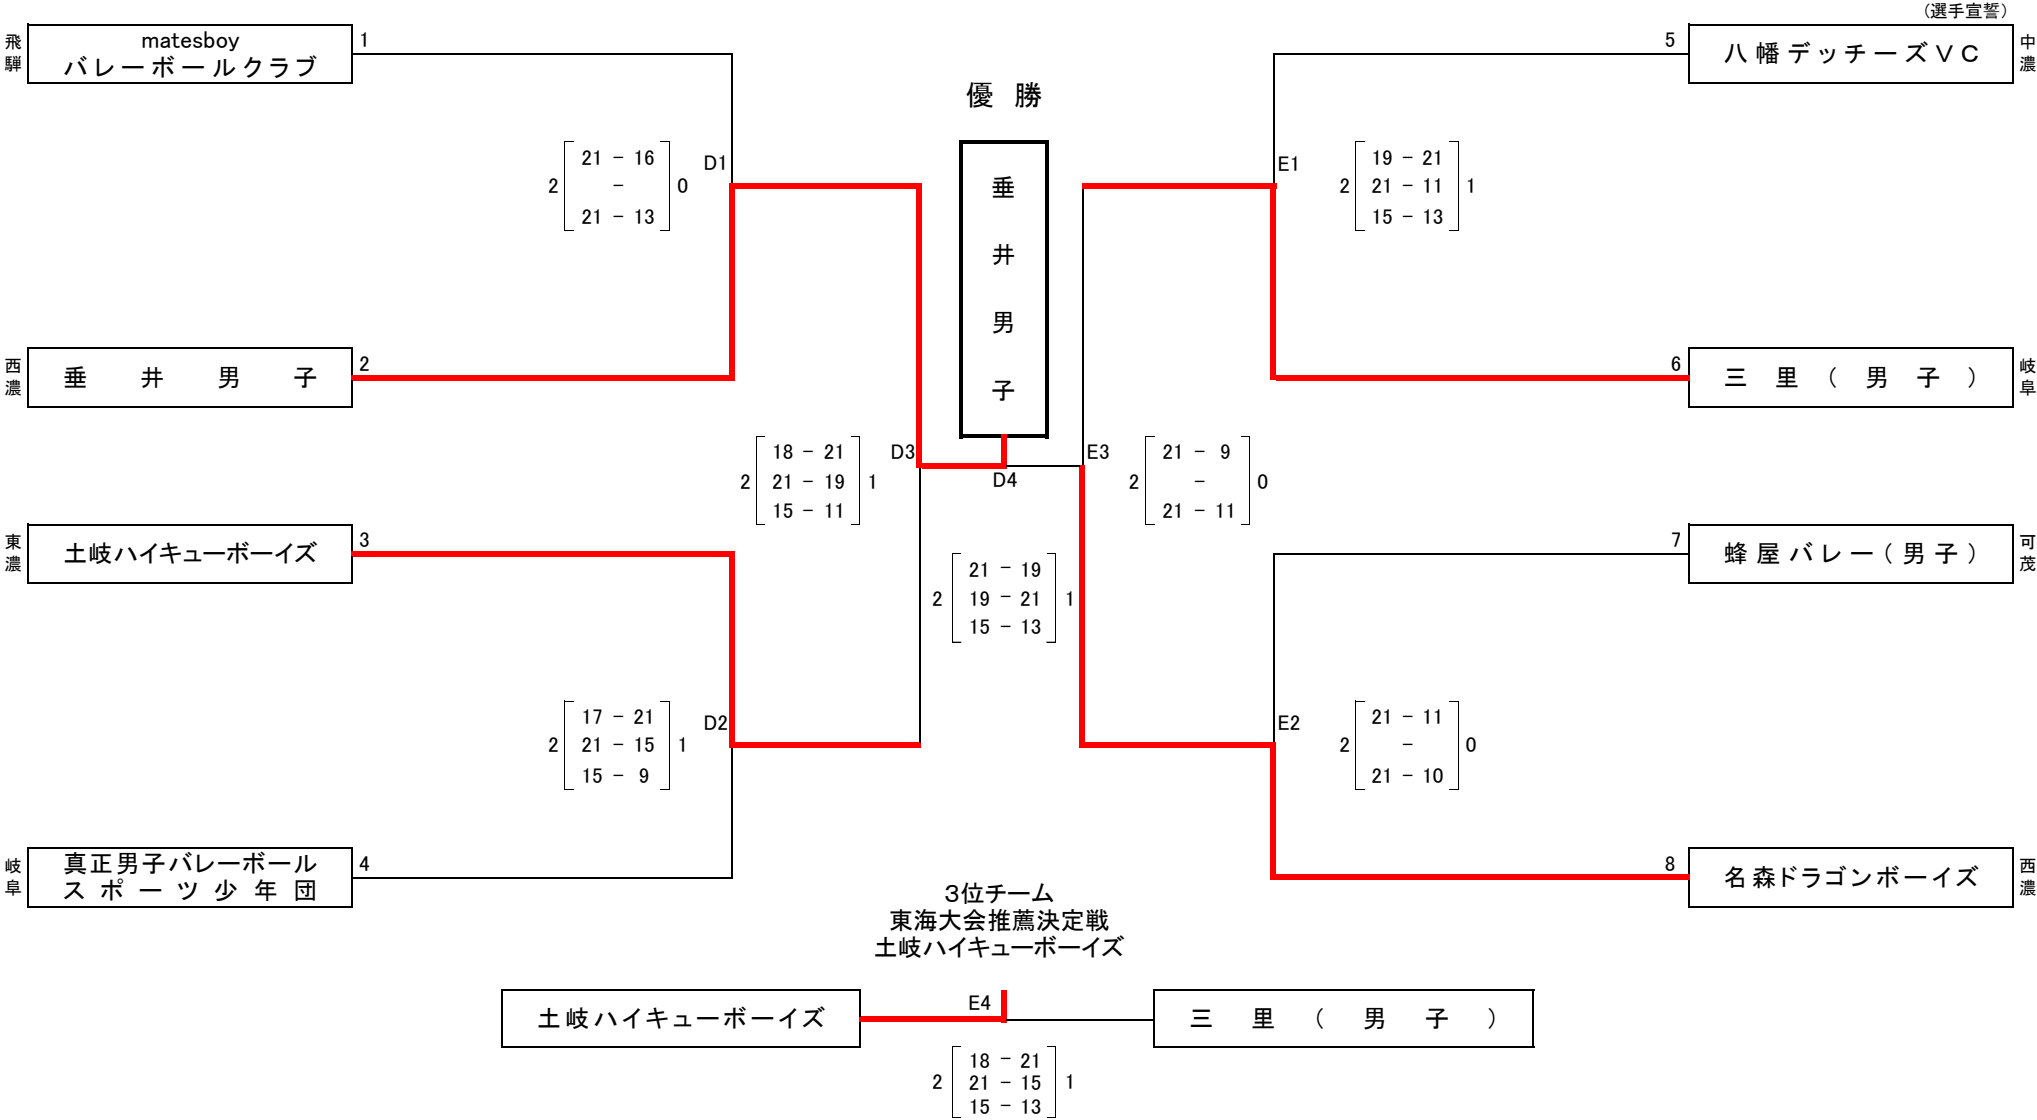 (選手宣誓)
飛騨
matesboy
バレーボールクラブ
1
5
八幡デッチーズVC
中濃
優勝
垂井男子
D1
2 [21 - 16] 0
-
21 - 13
E1
2 [19 - 21] 1
21 - 11
15 - 13
西濃
垂井男子
2
6
三里(男子)
岐阜
D3
2 [18 - 21] 1
21 - 19
15 - 11
D4
E3
2 [21 - 9] 0
-
21 - 11
東濃
土岐ハイキューボーイズ
3
7
蜂屋バレー(男子)
可茂
2 [21 - 19] 1
19 - 21
15 - 13
D2
2 [17 - 21] 1
21 - 15
15 - 9
E2
2 [21 - 11] 0
-
21 - 10
岐阜
真正男子バレーボール
スポーツ少年団
4
8
名森ドラゴンボーイズ
西濃
3位チーム
東海大会推薦決定戦
土岐ハイキューボーイズ
土岐ハイキューボーイズ
E4
三里(男子)
2 [18 - 21] 1
21 - 15
15 - 13